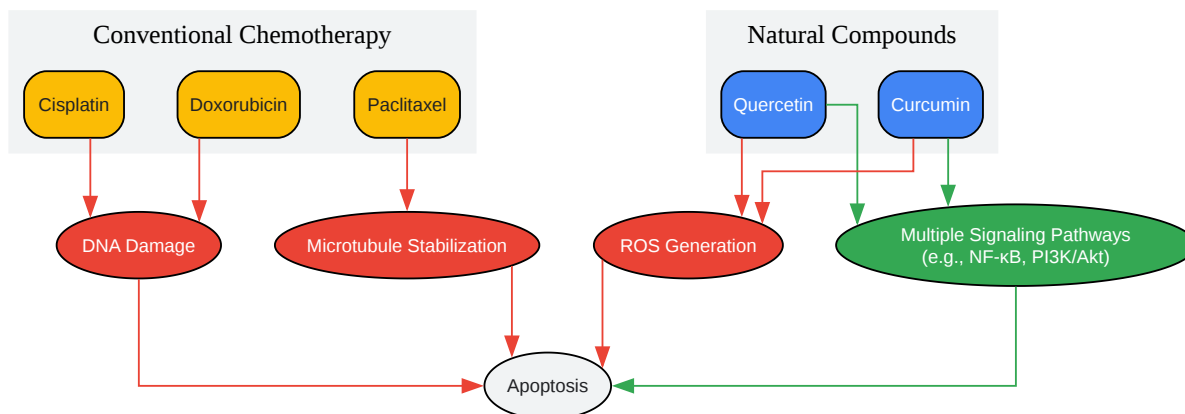 Conventional Chemotherapy
Natural Compounds
Cisplatin
Doxorubicin
Paclitaxel
Quercetin
Curcumin
DNA Damage
Microtubule Stabilization
ROS Generation
Multiple Signaling Pathways
(e.g., NF-κB, PI3K/Akt)
Apoptosis